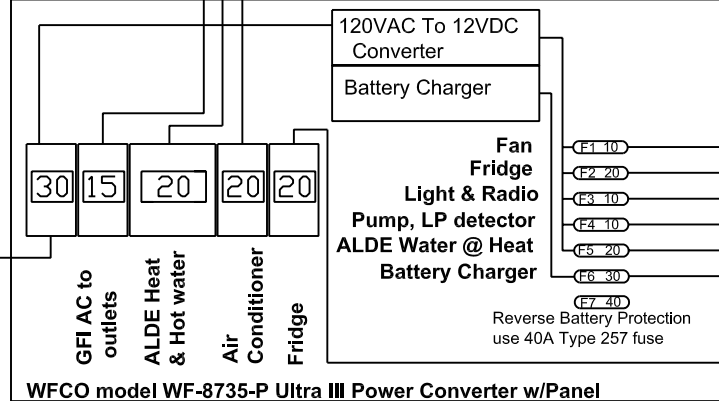 120VAC To 12VDC
Converter
Battery Charger
30 15 20 20 20
Fan F1 10
Fridge F2 20
Light & Radio F3 10
Pump, LP detector F4 10
ALDE Water @ Heat F5 20
Battery Charger F6 30
F7 40
Reverse Battery Protection
use 40A Type 257 fuse
GFI AC to
outlets
ALDE Heat
& Hot water
Air
Conditioner
Fridge
WFCO model WF-8735-P Ultra III Power Converter w/Panel